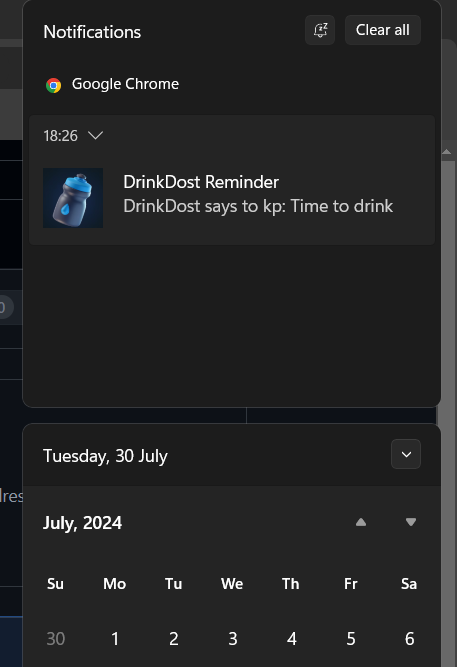 Notifications
Clear all
Google Chrome
18:26
DrinkDost Reminder
DrinkDost says to kp: Time to drink
Tuesday, 30 July
July, 2024
Su Mo Tu We Th Fr Sa
30 1 2 3 4 5 6